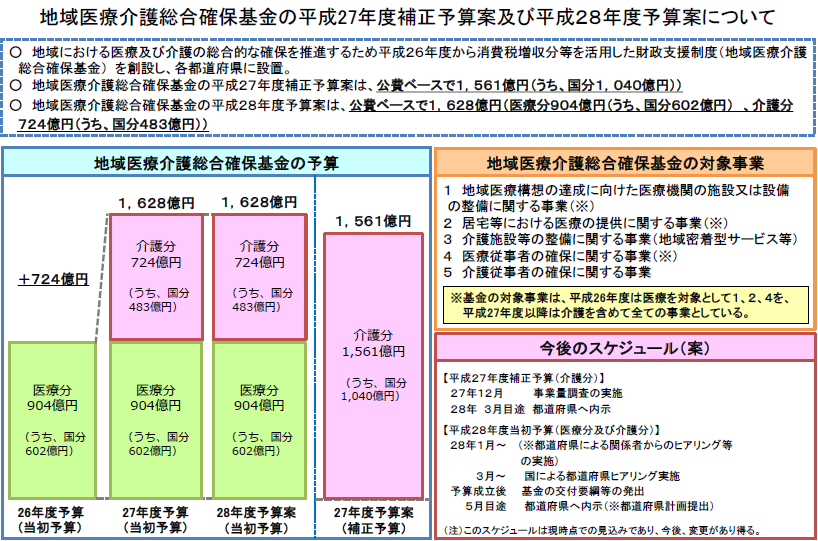 地域医療介護総合確保基金の平成27年度補正予算案及び平成28年度予算案について
○ 地域における医療及び介護の総合的な確保を推進するため平成26年度から消費税増収分等を活用した財政支援制度（地域医療介護
総合確保基金）を創設し、各都道府県に設置。
○ 地域医療介護総合確保基金の平成27年度補正予算案は、公費ベースで1，561億円（うち、国分1，040億円））
○ 地域医療介護総合確保基金の平成28年度予算案は、公費ベースで1，628億円（医療分904億円（うち、国分602億円） 、介護分
724億円（うち、国分483億円））
地域医療介護総合確保基金の予算
＋724億円
1，628億円
1，628億円
1，561億円
介護分
724億円
（うち、国分
483億円）
介護分
724億円
（うち、国分
483億円）
介護分
1,561億円
（うち、国分
1,040億円）
医療分
904億円
（うち、国分
602億円）
医療分
904億円
（うち、国分
602億円）
医療分
904億円
（うち、国分
602億円）
26年度予算
（当初予算）
27年度予算
（当初予算）
28年度予算案
（当初予算）
27年度予算案
（補正予算）
地域医療介護総合確保基金の対象事業
1 地域医療構想の達成に向けた医療機関の施設又は設備
の整備に関する事業（※）
2 居宅等における医療の提供に関する事業（※）
3 介護施設等の整備に関する事業（地域密着型サービス等）
4 医療従事者の確保に関する事業（※）
5 介護従事者の確保に関する事業
※基金の対象事業は、平成26年度は医療を対象として1、2、4を、
平成27年度以降は介護を含めて全ての事業としている。
今後のスケジュール（案）
【平成27年度補正予算（介護分）】
27年12月 事業量調査の実施
28年 3月目途 都道府県へ内示
【平成28年度当初予算（医療分及び介護分）】
28年1月～ （※都道府県による関係者からのヒアリング等
の実施）
3月～ 国による都道府県ヒアリング実施
予算成立後 基金の交付要綱等の発出
5月目途 都道府県へ内示（※都道府県計画提出）
（注）このスケジュールは現時点での見込みであり、今後、変更があり得る。